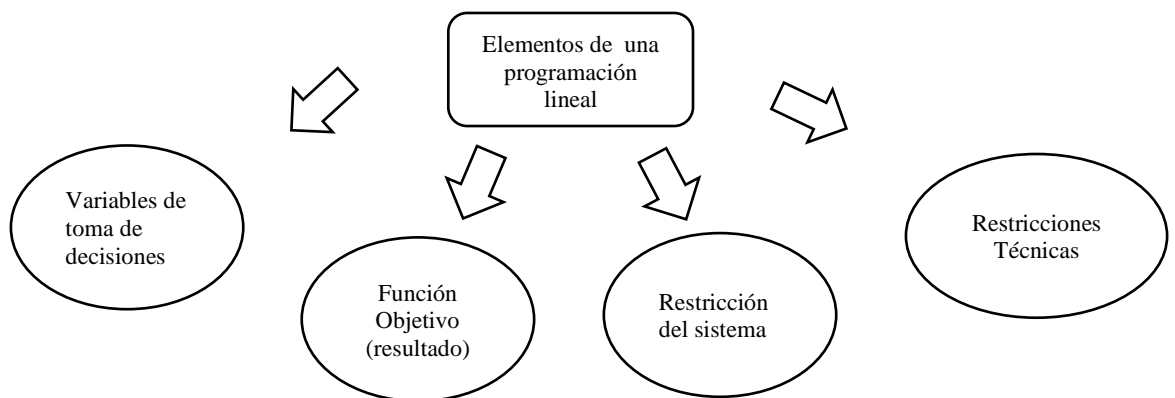 Elementos de una
programación
lineal
Variables de
toma de
decisiones
Función
Objetivo
(resultado)
Restricción
del sistema
Restricciones
Técnicas